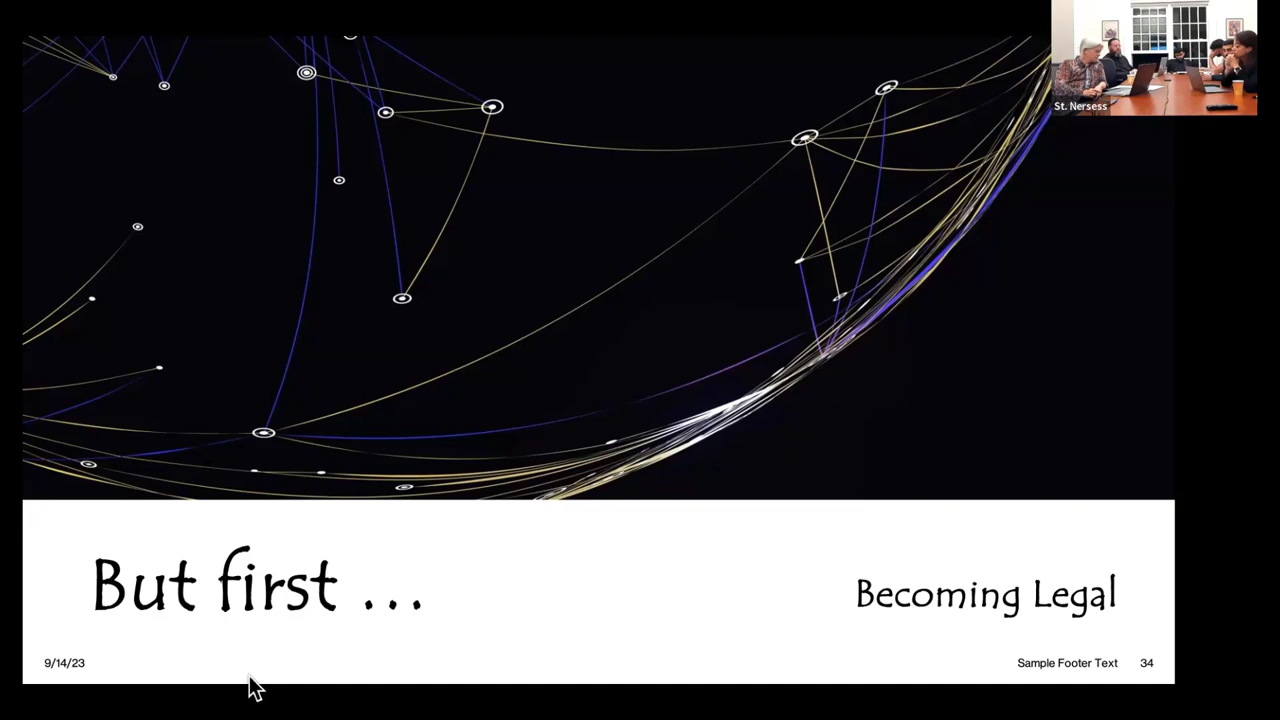 St. Nersess
But first ...
Becoming Legal
9/14/23
Sample Footer Text
34